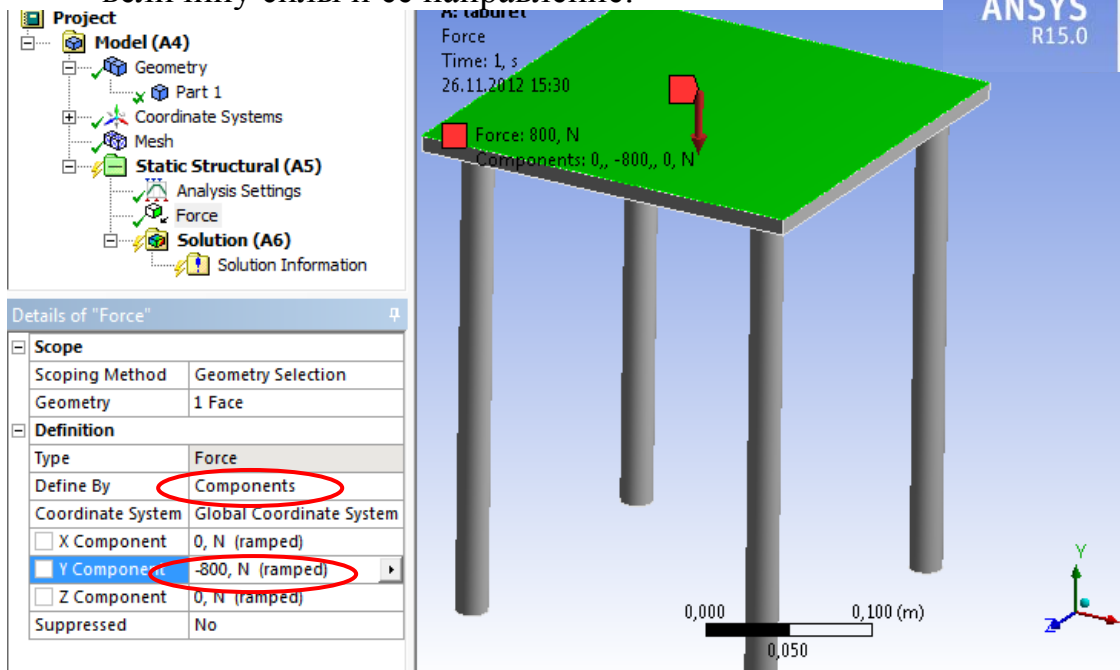 величину силы и ее направление.
Project
Model (A4)
Geometry
Part 1
Coordinate Systems
Mesh
Static Structural (A5)
Analysis Settings
Force
Solution (A6)
Solution Information
Details of "Force"
Scope
Scoping Method Geometry Selection
Geometry 1 Face
Definition
Type Force
Define By Components
Coordinate System Global Coordinate System
X Component 0, N (ramped)
Y Component -800, N (ramped)
Z Component 0, N (ramped)
Suppressed No
A: taburet
Force
Time: 1, s
26.11.2012 15:30
Force: 800, N
Components: 0,, -800,, 0, N
ANSYS
R15.0
0,000 0,100 (m)
0,050
Y
Z